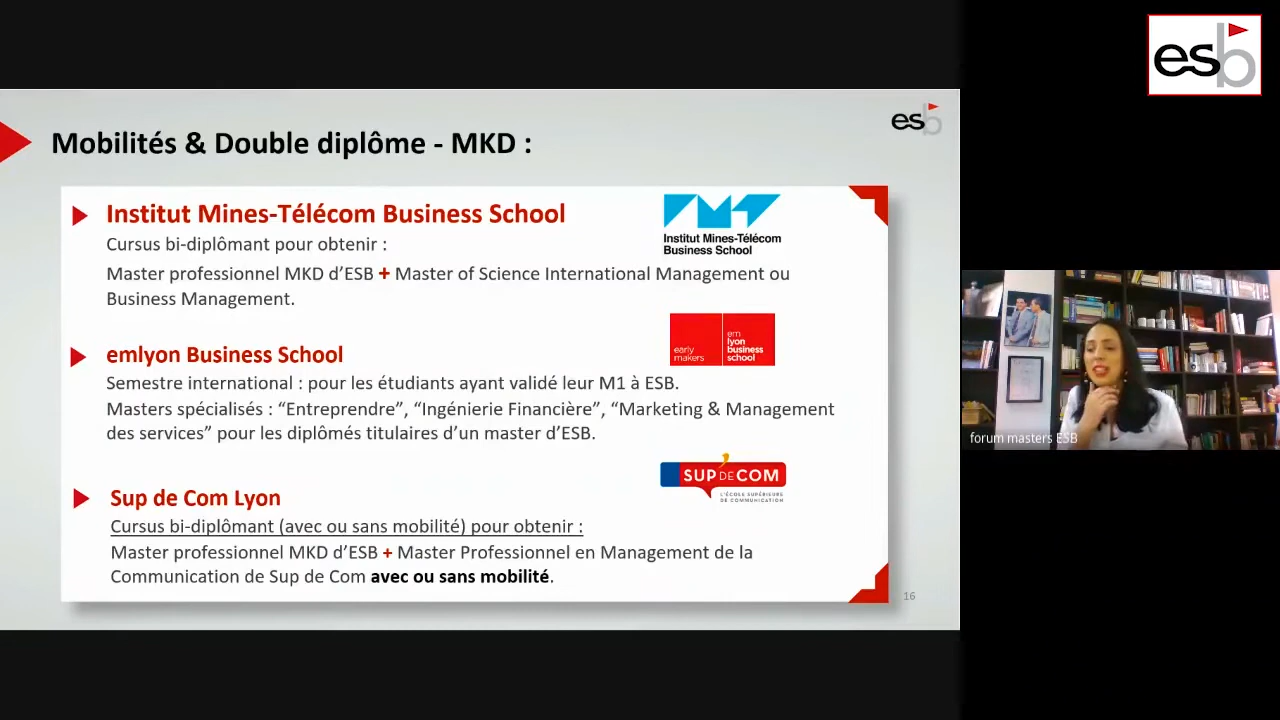 esb
esb
Mobilités & Double diplôme - MKD :
Institut Mines-Télécom Business School
Institut Mines-Télécom
Business School
Cursus bi-diplômant pour obtenir :
Master professionnel MKD d’ESB + Master of Science International Management ou
Business Management.
early
makers
em
lyon
business
school
emlyon Business School
Semestre international : pour les étudiants ayant validé leur M1 à ESB.
Masters spécialisés : “Entreprendre”, “Ingénierie Financière”, “Marketing & Management
des services” pour les diplômés titulaires d’un master d’ESB.
SUP DE COM
L'ÉCOLE SUPÉRIEURE
DE COMMUNICATION
Sup de Com Lyon
Cursus bi-diplômant (avec ou sans mobilité) pour obtenir :
Master professionnel MKD d’ESB + Master Professionnel en Management de la
Communication de Sup de Com avec ou sans mobilité.
16
forum masters ESB